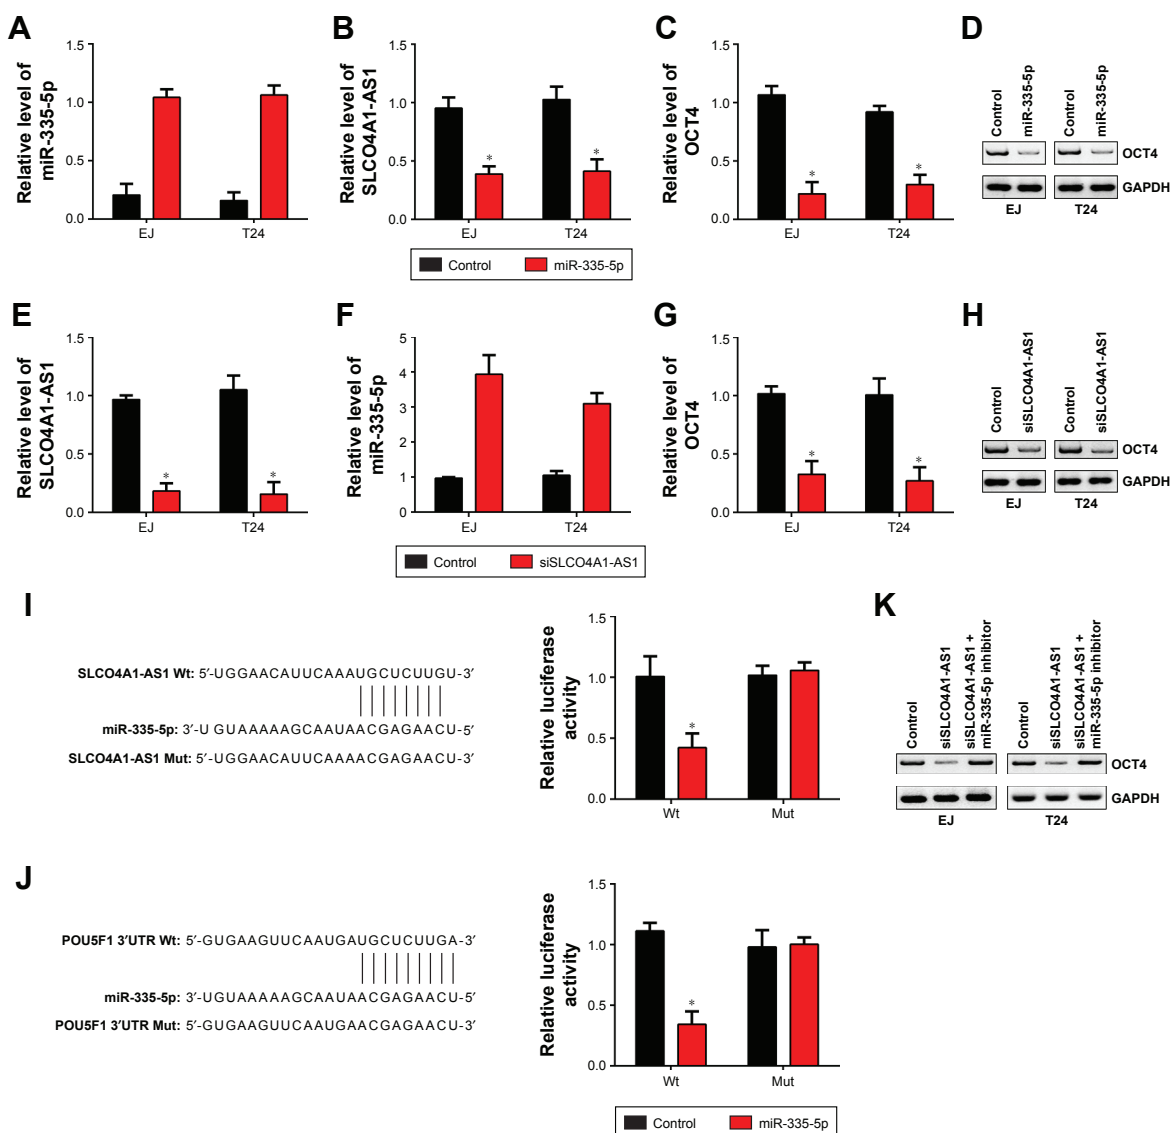 A
Relative level of
miR-335-5p
1.5
1.0
0.5
0.0
EJ
T24
B
Relative level of
SLCO4A1-AS1
1.5
1.0
0.5
0.0
*
*
EJ
T24
C
Relative level of
OCT4
1.5
1.0
0.5
0.0
*
*
EJ
T24
D
Control
miR-335-5p
Control
miR-335-5p
OCT4
GAPDH
EJ
T24
Control
miR-335-5p
E
Relative level of
SLCO4A1-AS1
1.5
1.0
0.5
0.0
*
*
EJ
T24
F
Relative level of
miR-335-5p
5
4
3
2
1
0
EJ
T24
G
Relative level of
OCT4
1.5
1.0
0.5
0.0
*
*
EJ
T24
H
Control
siSLCO4A1-AS1
Control
siSLCO4A1-AS1
OCT4
GAPDH
EJ
T24
Control
siSLCO4A1-AS1
I
SLCO4A1-AS1 Wt: 5′-UGGAACAUUCAAAUGCUCUUGU-3′
miR-335-5p: 3′-UGUAAAAAGCAAUAACGAGAACU-5′
SLCO4A1-AS1 Mut: 5′-UGGAACAUUCAAAACGAGAACU-3′
Relative luciferase
activity
1.5
1.0
0.5
0.0
*
Wt
Mut
K
Control
siSLCO4A1-AS1
siSLCO4A1-AS1 +
miR-335-5p inhibitor
Control
siSLCO4A1-AS1
siSLCO4A1-AS1 +
miR-335-5p inhibitor
OCT4
GAPDH
EJ
T24
J
POU5F1 3′UTR Wt: 5′-GUGAAGUUCAAUGAUGCUCUUGA-3′
miR-335-5p: 3′-UGUAAAAAGCAAUAACGAGAACU-5′
POU5F1 3′UTR Mut: 5′-GUGAAGUUCAAUGAACGAGAACU-3′
Relative luciferase
activity
1.5
1.0
0.5
0.0
*
Wt
Mut
Control
miR-335-5p